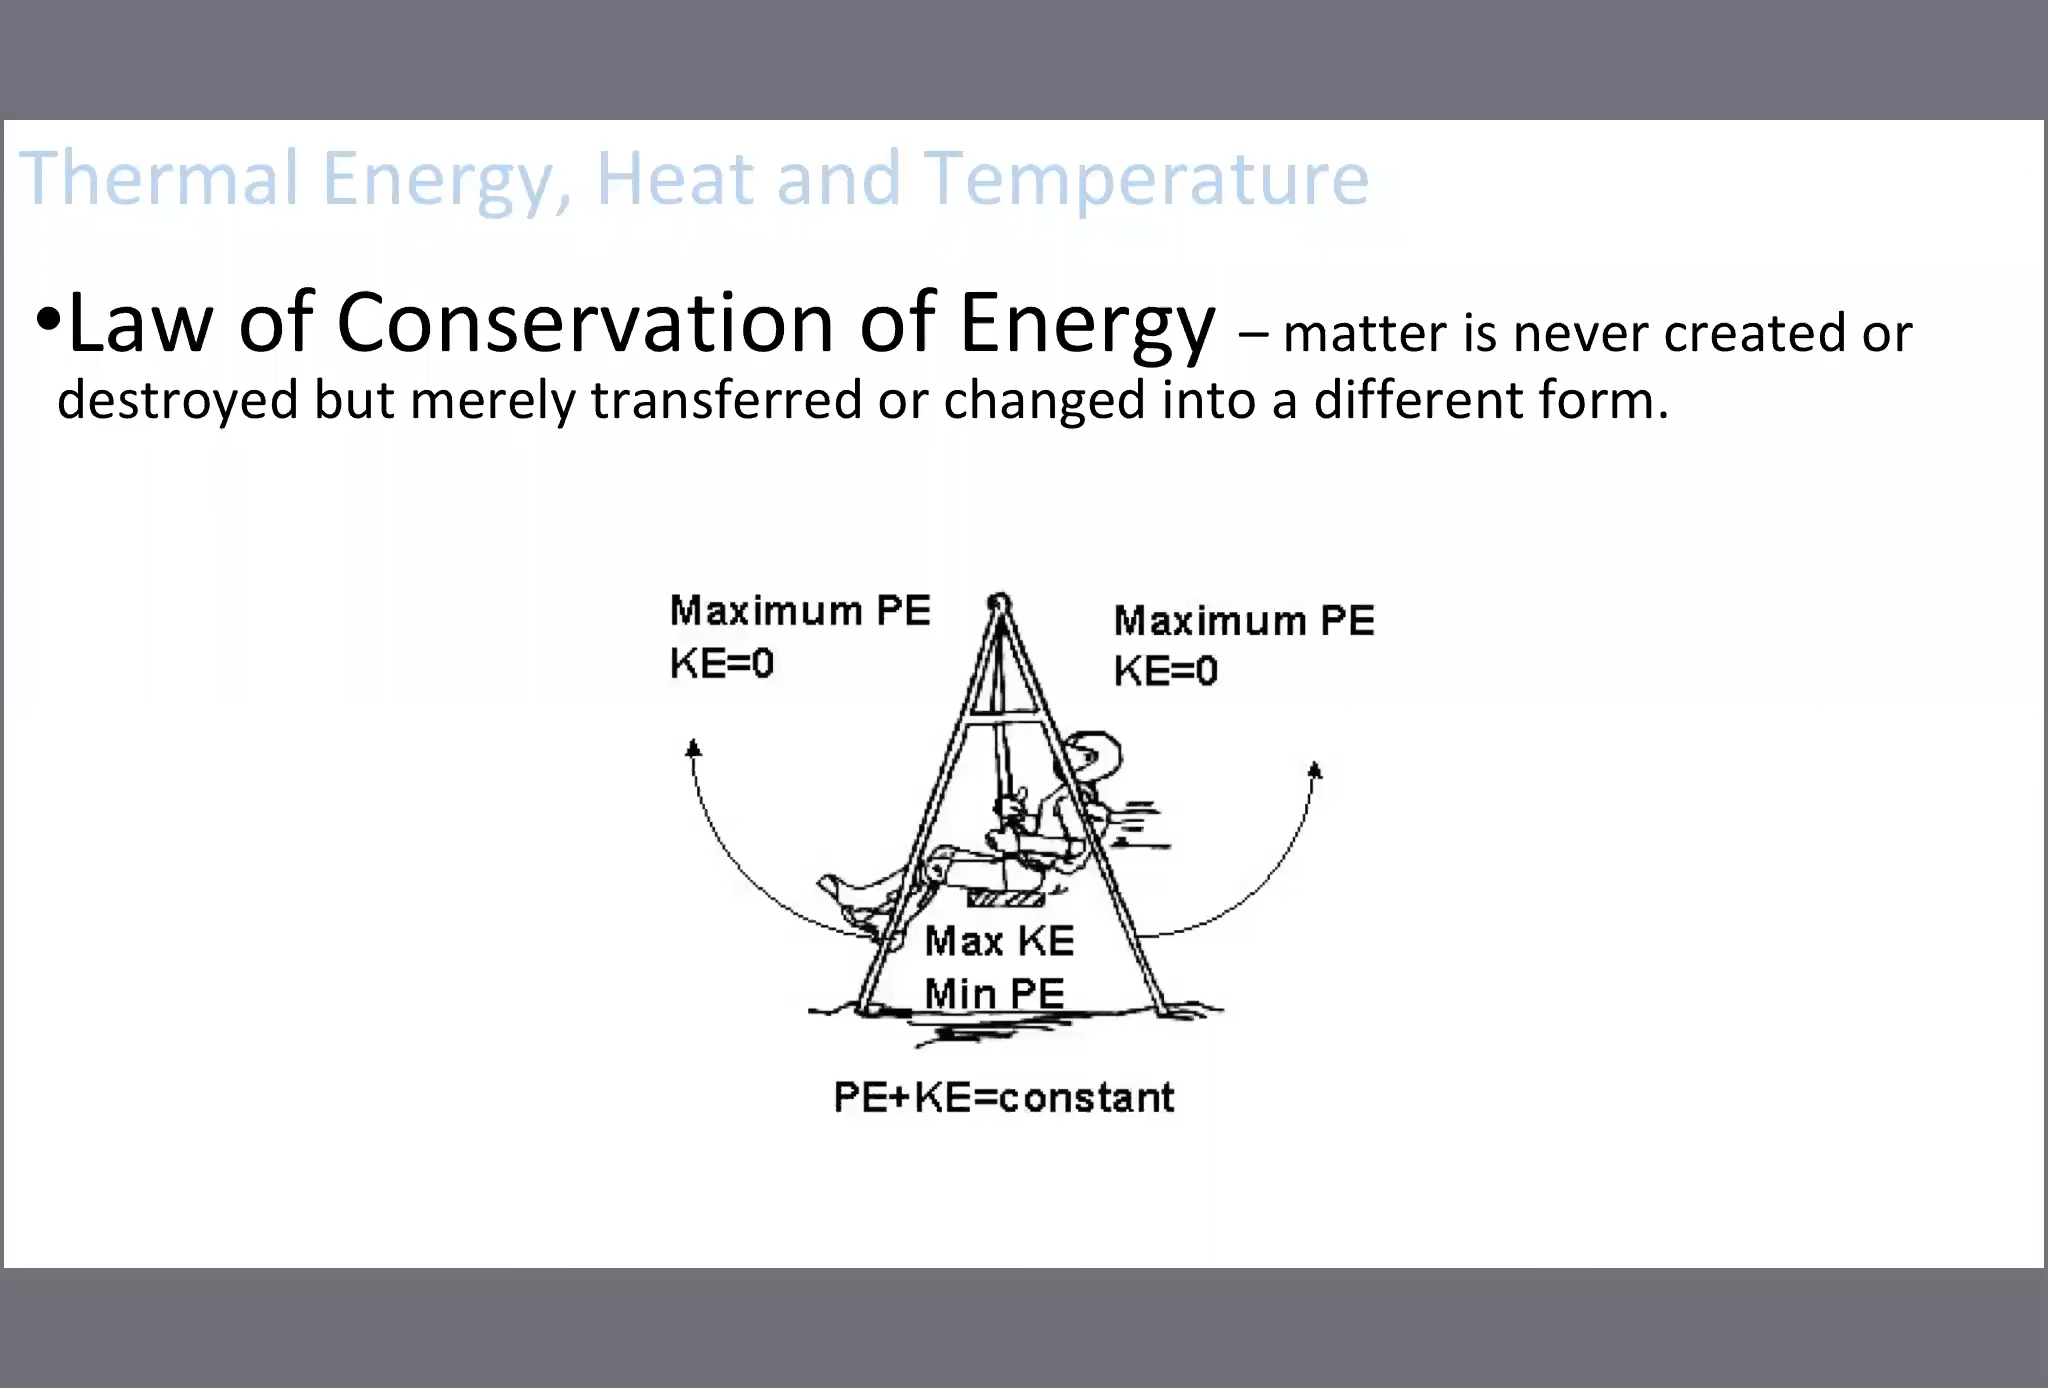 Thermal Energy, Heat and Temperature
•Law of Conservation of Energy – matter is never created or
destroyed but merely transferred or changed into a different form.
Maximum PE
KE=0
Maximum PE
KE=0
Max KE
Min PE
PE+KE=constant